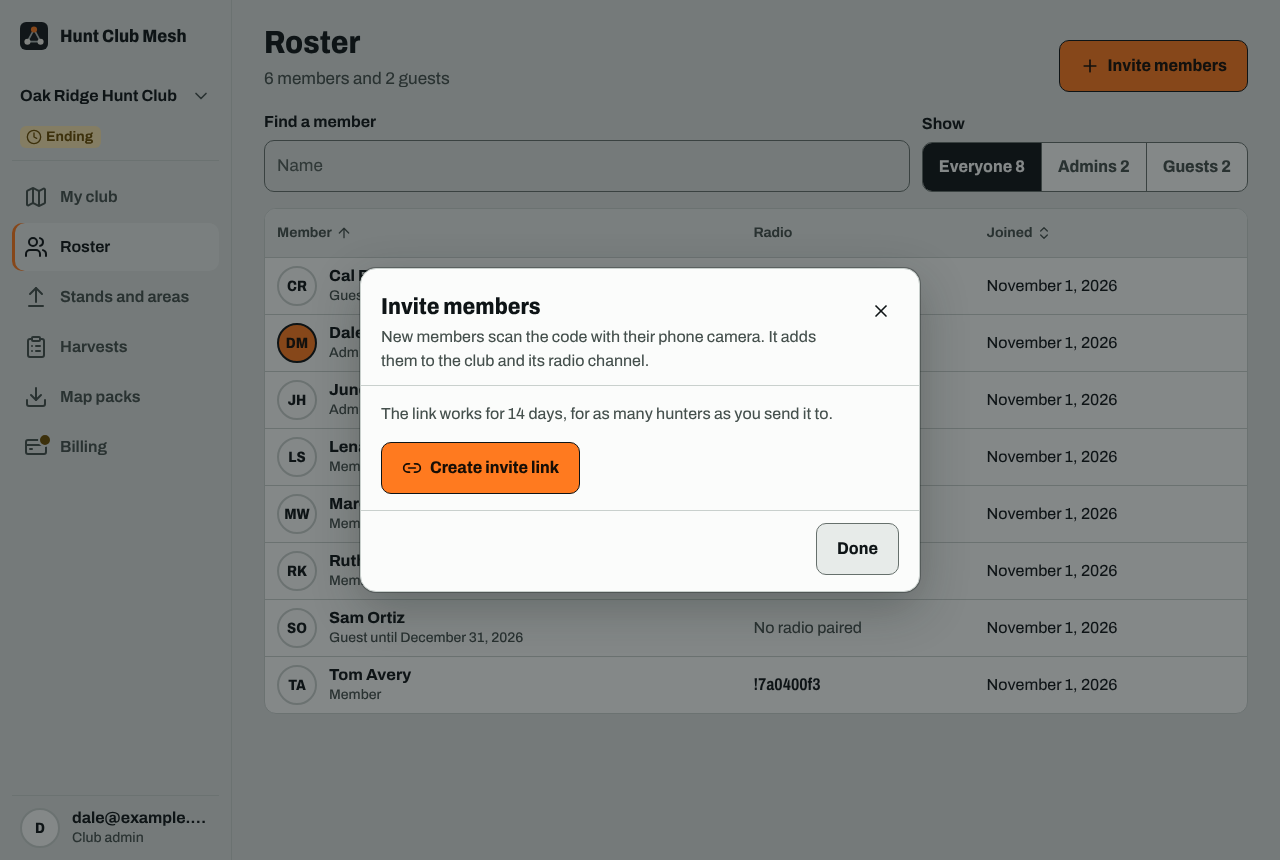 Hunt Club Mesh
Oak Ridge Hunt Club
Ending
My club
Roster
Stands and areas
Harvests
Map packs
Billing
D
dale@example....
Club admin
Roster
6 members and 2 guests
Invite members
Find a member
Name
Show
Everyone 8
Admins 2
Guests 2
Member
Radio
Joined
CR
Cal
November 1, 2026
DM
November 1, 2026
JH
November 1, 2026
LS
November 1, 2026
MW
November 1, 2026
RK
November 1, 2026
SO
Sam Ortiz
Guest until December 31, 2026
No radio paired
November 1, 2026
TA
Tom Avery
Member
!7a0400f3
November 1, 2026
Invite members
New members scan the code with their phone camera. It adds
them to the club and its radio channel.
The link works for 14 days, for as many hunters as you send it to.
Create invite link
Done